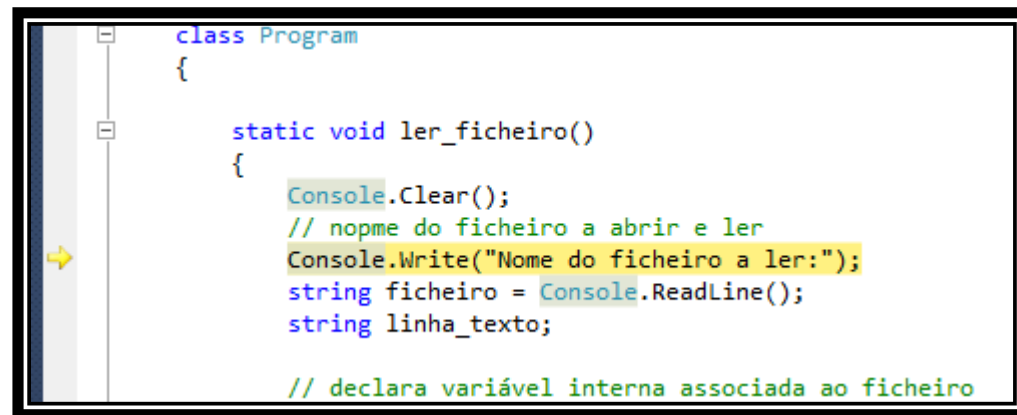 class Program
{
static void ler_ficheiro()
{
Console.Clear();
// nopme do ficheiro a abrir e ler
Console.Write("Nome do ficheiro a ler:");
string ficheiro = Console.ReadLine();
string linha_texto;
// declara variável interna associada ao ficheiro